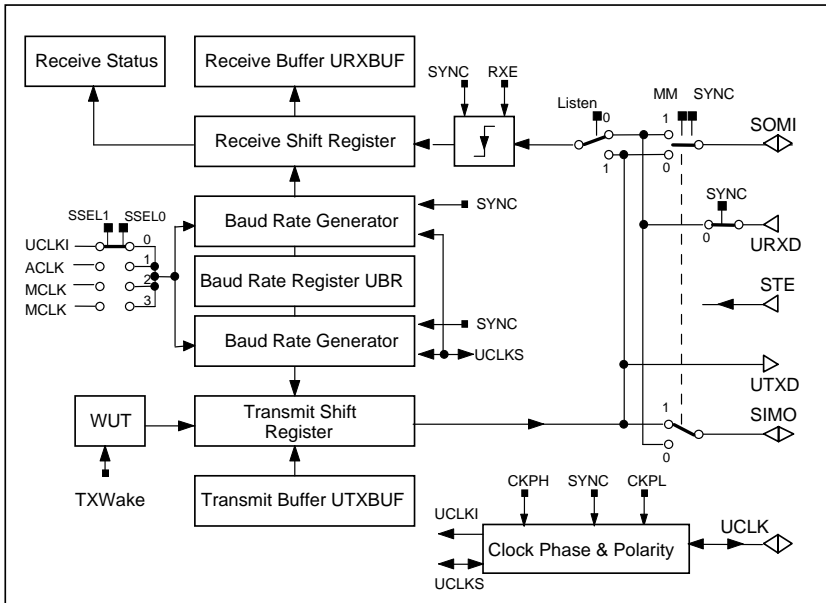 Receive Status
Receive Buffer URXBUF
SYNC
RXE
Listen
0
1
MM
SYNC
1
0
SOMI
Receive Shift Register
SYNC
0
URXD
SSEL1
SSEL0
UCLKI
0
ACLK
1
MCLK
2
MCLK
3
Baud Rate Generator
SYNC
Baud Rate Register UBR
STE
Baud Rate Generator
SYNC
UCLKS
UTXD
WUT
Transmit Shift
Register
1
0
SIMO
TXWake
Transmit Buffer UTXBUF
CKPH
SYNC
CKPL
UCLKI
UCLKS
Clock Phase & Polarity
UCLK